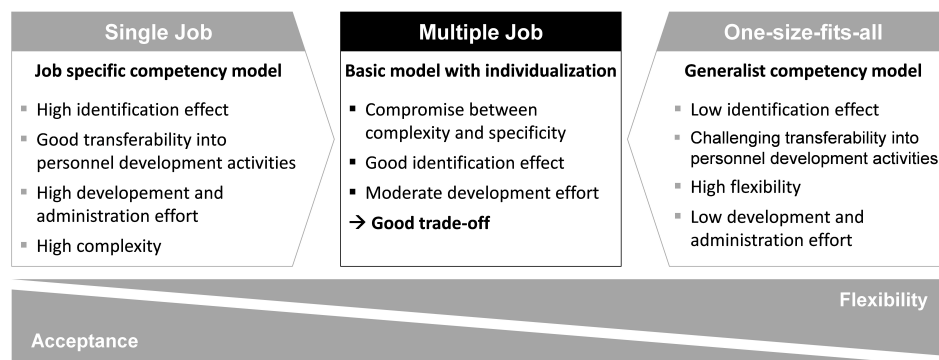 Single Job
Job specific competency model
▪ High identification effect
▪ Good transferability into
personnel development activities
▪ High developement and
administration effort
▪ High complexity
Multiple Job
Basic model with individualization
▪ Compromise between
complexity and specificity
▪ Good identification effect
▪ Moderate development effort
→ Good trade-off
One-size-fits-all
Generalist competency model
▪ Low identification effect
▪ Challenging transferability into
personnel development activities
▪ High flexibility
▪ Low development and
administration effort
Flexibility
Acceptance